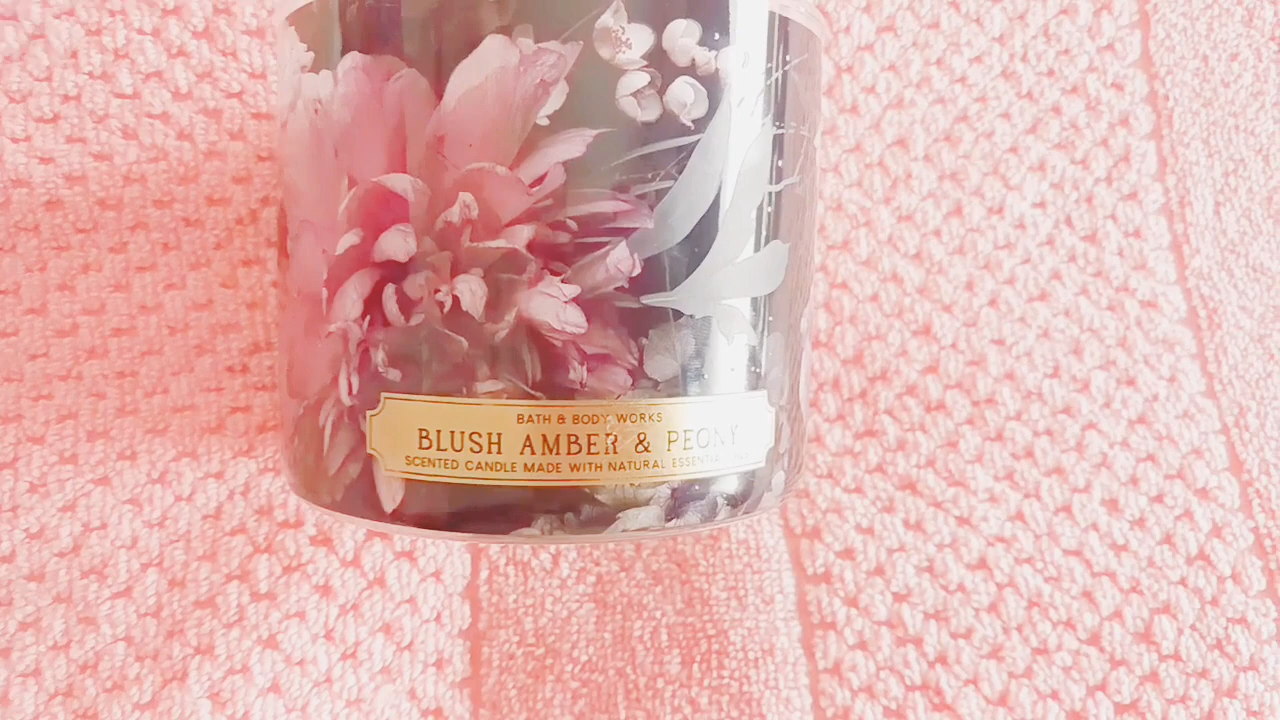 BATH & BODY WORKS
BLUSH AMBER & PEONY
SCENTED CANDLE MADE WITH NATURAL ESSENTIAL